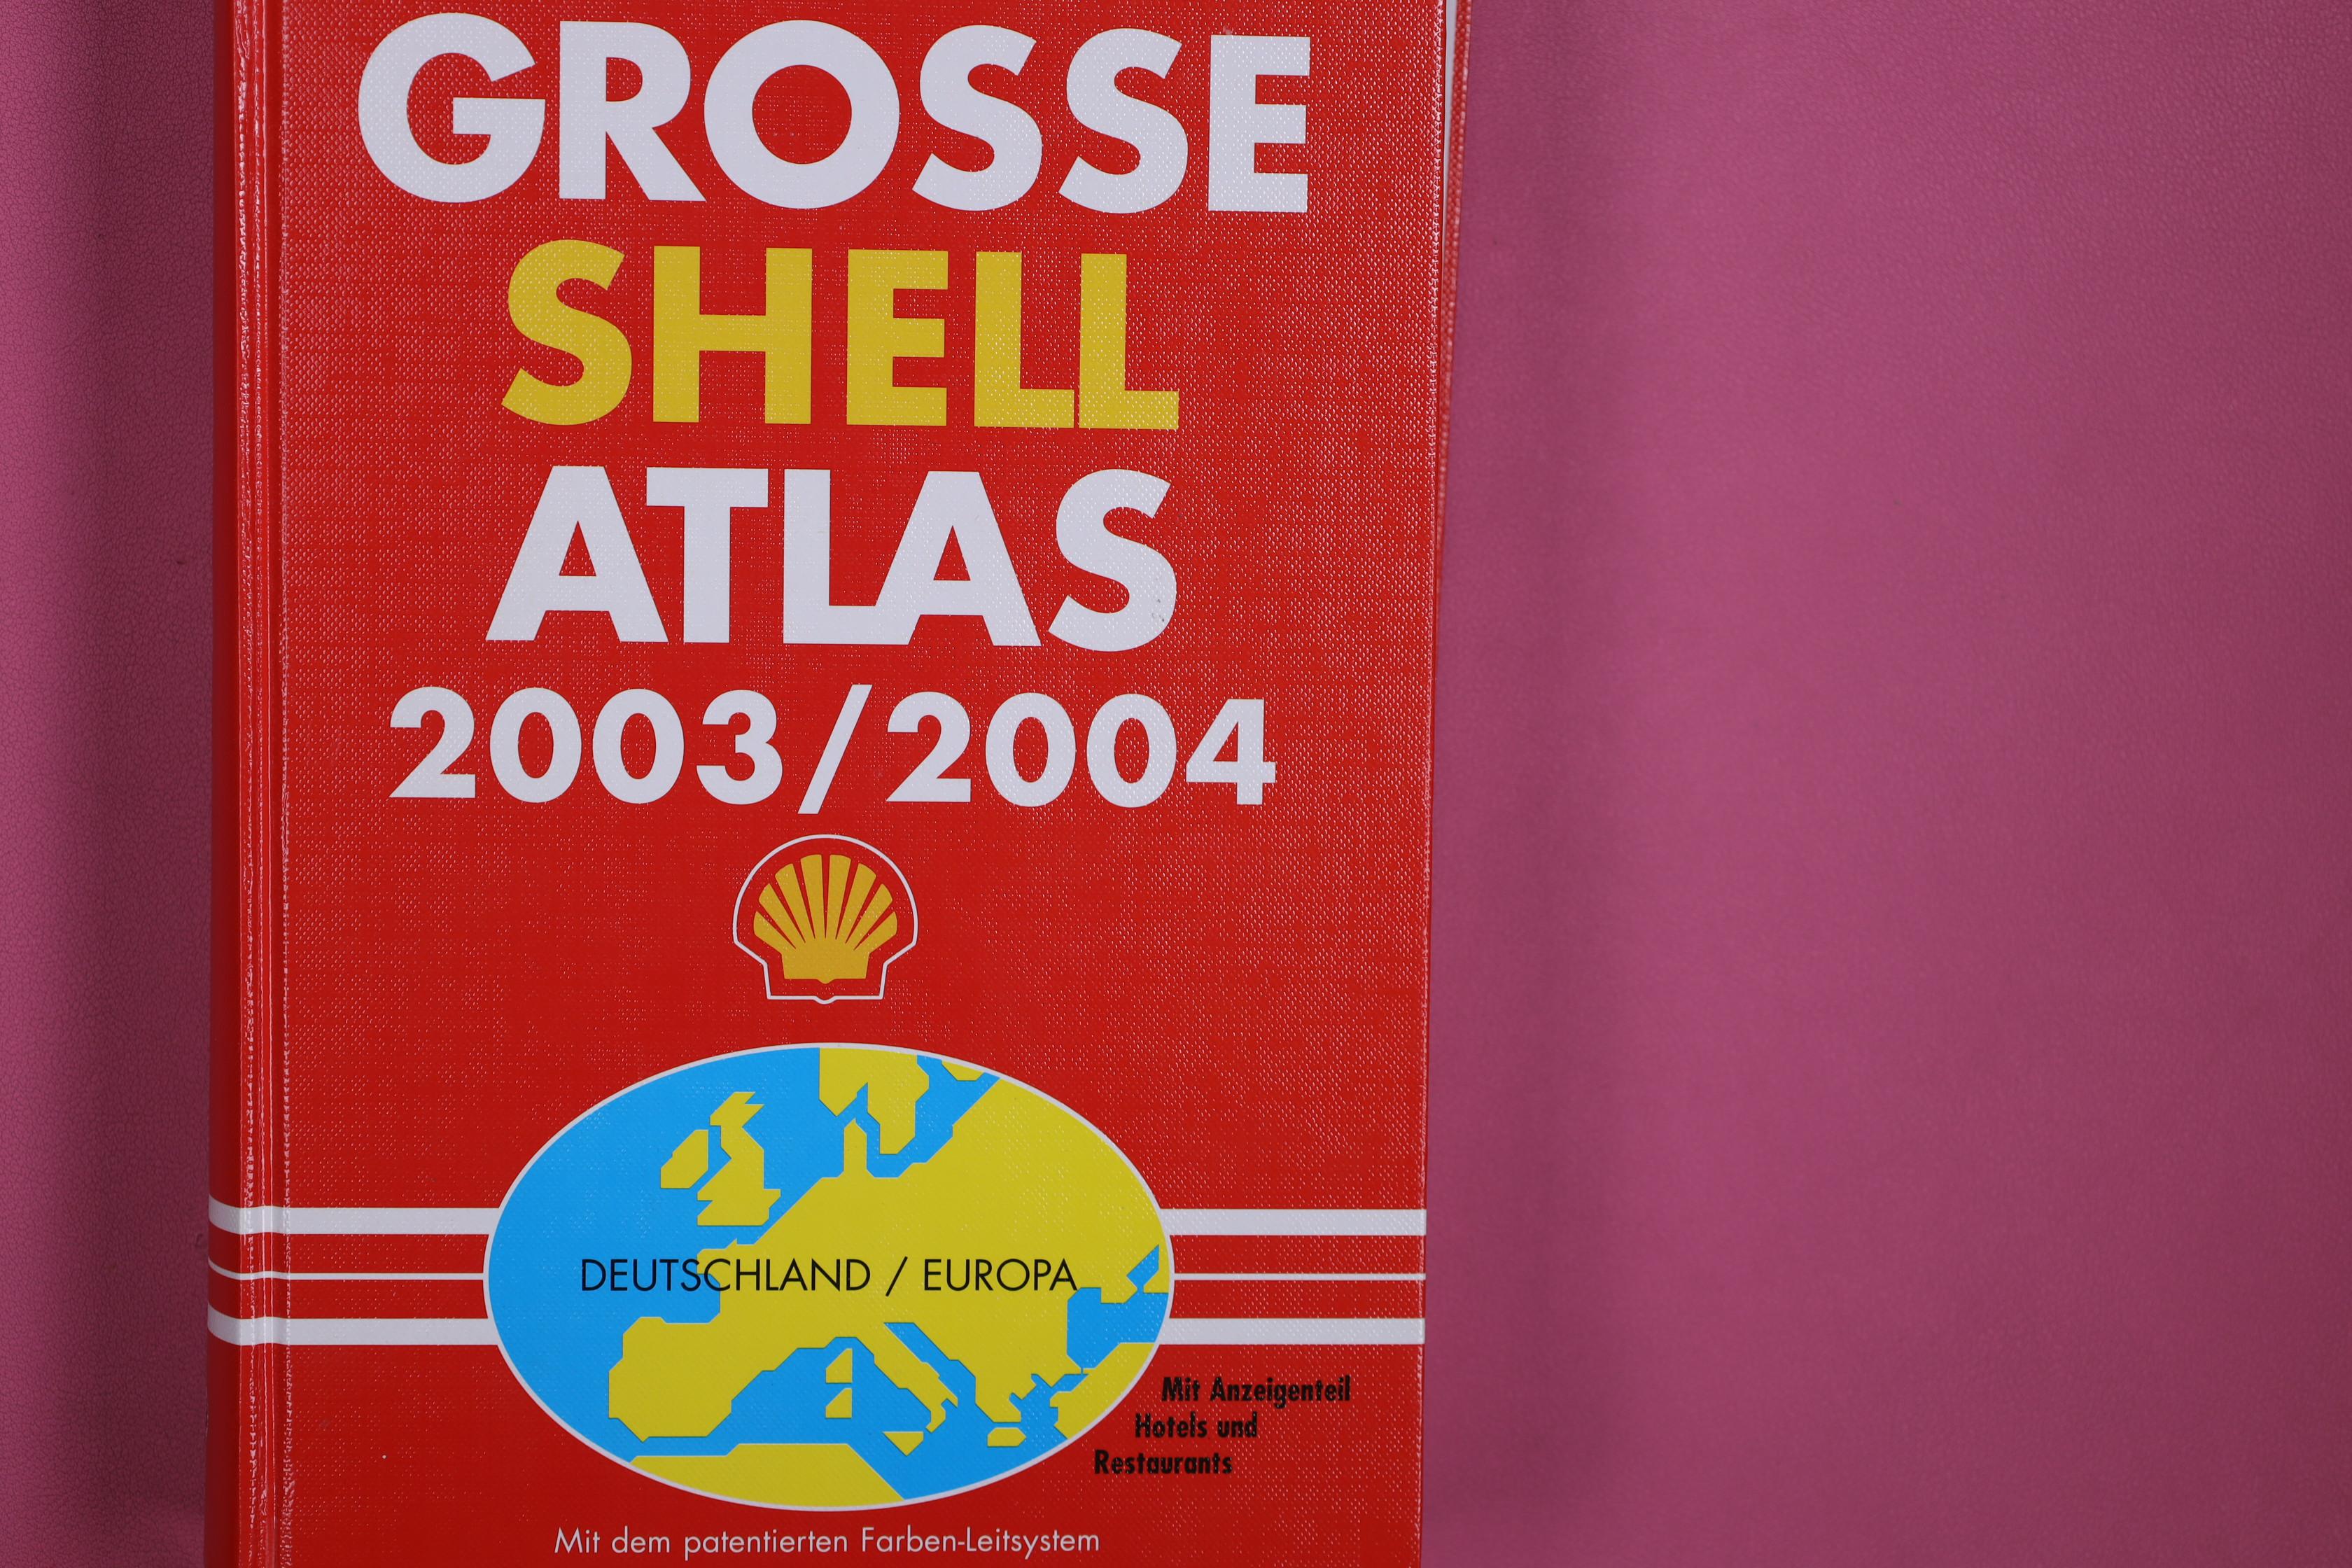 GROSSE
SHELL
ATLAS
2003/2004
DEUTSCHLAND / EUROPA
Mit Anzeigenteil
Hotels und
Restaurants
Mit dem patentierten Farben-Leitsystem